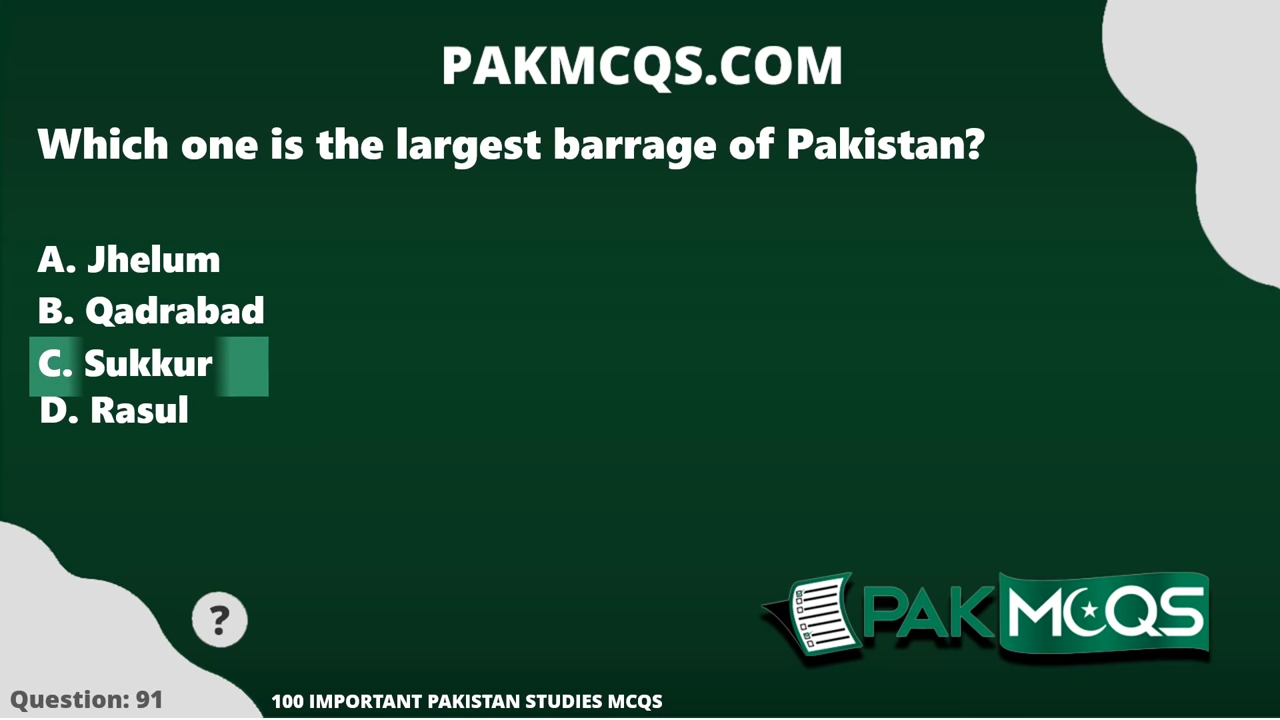 PAKMCQS.COM
Which one is the largest barrage of Pakistan?
A. Jhelum
B. Qadrabad
C. Sukkur
D. Rasul
?
PAKMCQS
Question: 91
100 IMPORTANT PAKISTAN STUDIES MCQS